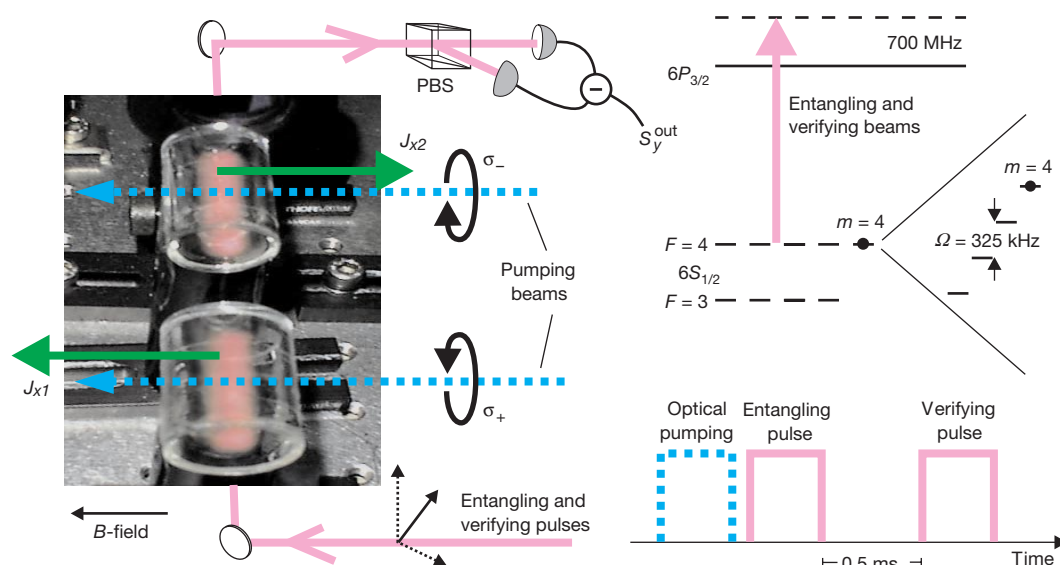 PBS
S_y^out
J_x2
σ_–
Pumping
beams
J_x1
σ_+
B-field
Entangling and
verifying pulses
THORLABS
700 MHz
6P_3/2
Entangling and
verifying beams
m = 4
m = 4
F = 4
Ω = 325 kHz
6S_1/2
F = 3
Optical
pumping
Entangling
pulse
Verifying
pulse
0.5 ms
Time